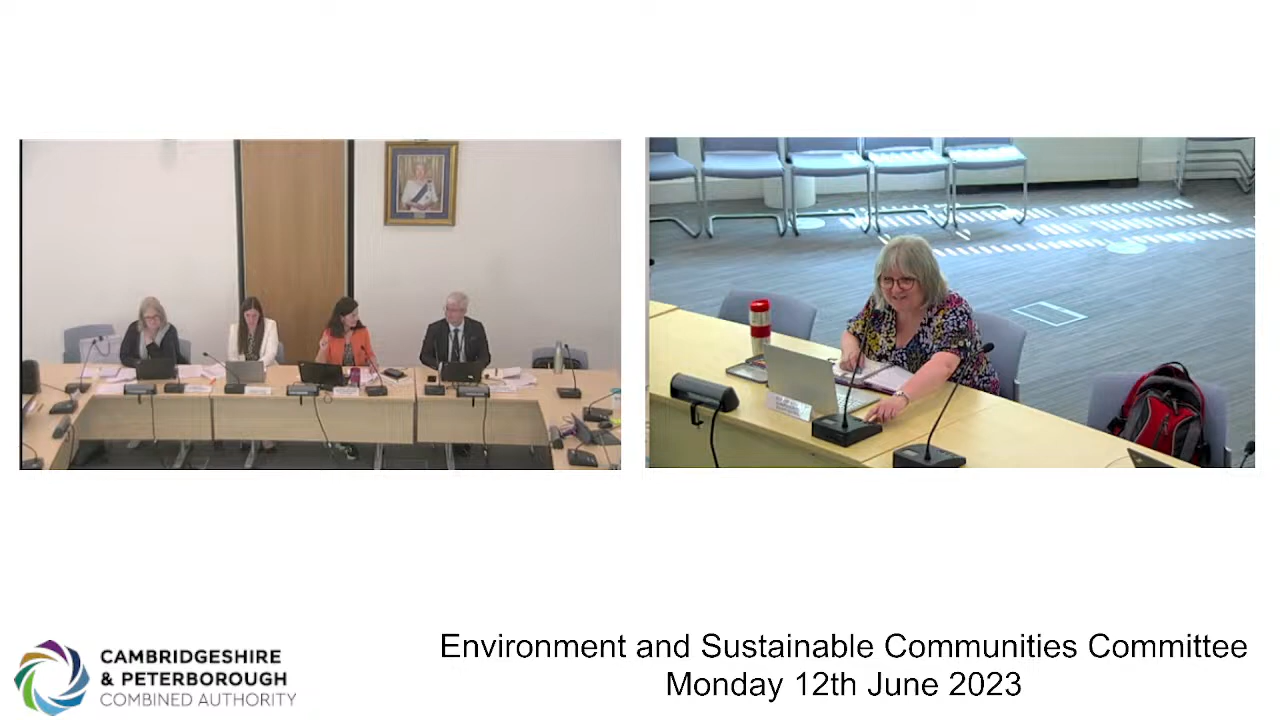 CAMBRIDGESHIRE
& PETERBOROUGH
COMBINED AUTHORITY
Environment and Sustainable Communities Committee
Monday 12th June 2023